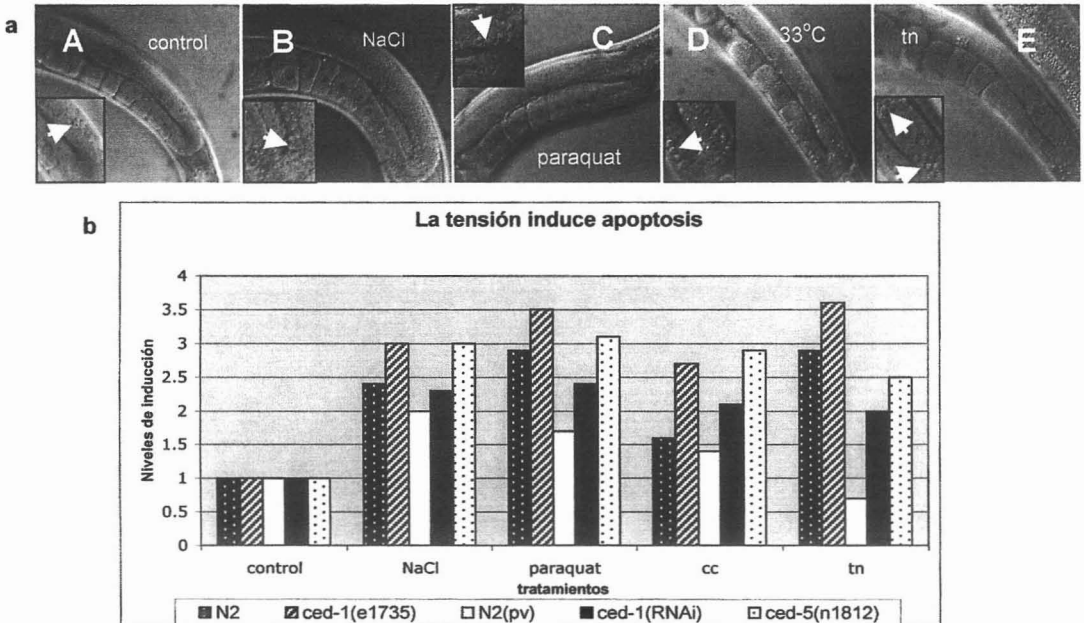 a
A control
B NaCl
C paraquat
D 33°C
tn E
b
La tensión induce apoptosis
Niveles de inducción
4
3.5
3
2.5
2
1.5
1
0.5
0
control NaCl paraquat cc tn
tratamientos
N2 ced-1(e1735) N2(pv) ced-1(RNAi) ced-5(n1812)